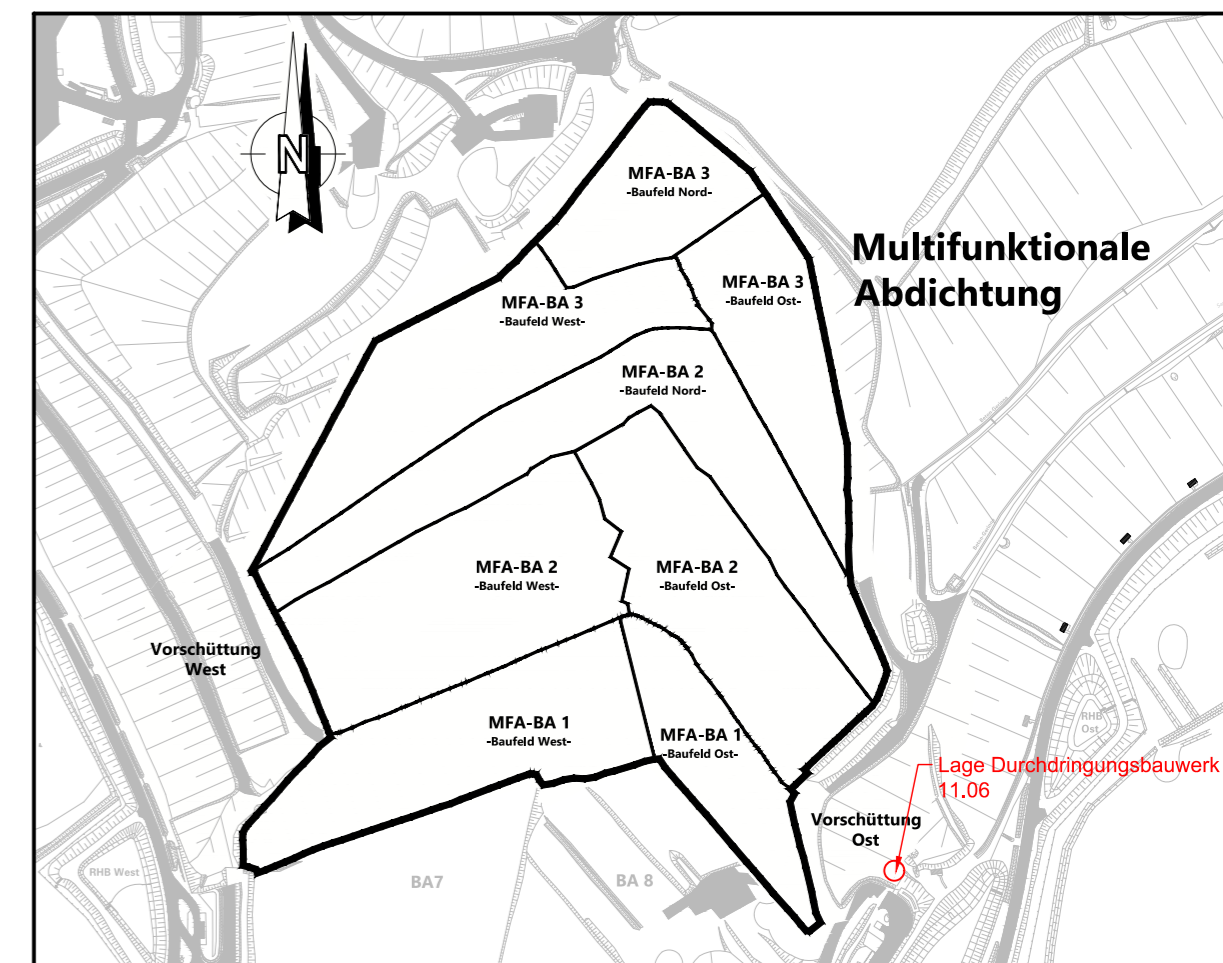 N
MFA-BA 3
-Baufeld Nord-
Multifunktionale
Abdichtung
MFA-BA 3
-Baufeld Ost-
MFA-BA 3
-Baufeld West-
MFA-BA 2
-Baufeld Nord-
MFA-BA 2
-Baufeld West-
MFA-BA 2
-Baufeld Ost-
Vorschüttung
West
MFA-BA 1
-Baufeld West-
MFA-BA 1
-Baufeld Ost-
RHB
Ost
Lage Durchdringungsbauwerk
11.06
Vorschüttung
Ost
RHB West
BA7
BA 8